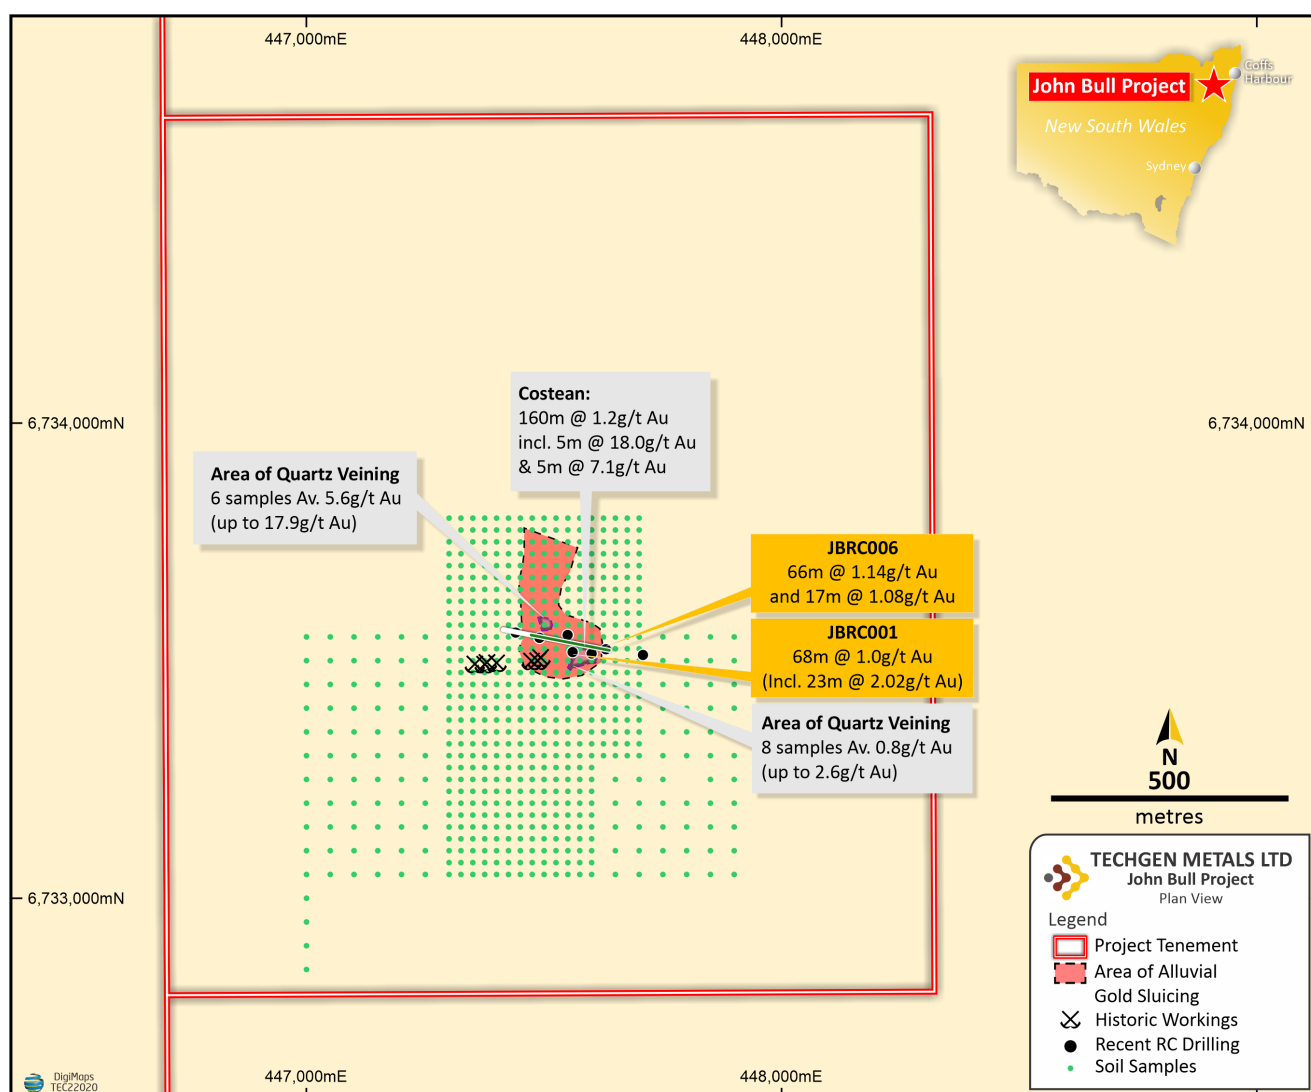 447,000mE
448,000mE
Coffs
Harbour
John Bull Project
New South Wales
Sydney
Costean:
160m @ 1.2g/t Au
incl. 5m @ 18.0g/t Au
& 5m @ 7.1g/t Au
6,734,000mN
6,734,000mN
Area of Quartz Veining
6 samples Av. 5.6g/t Au
(up to 17.9g/t Au)
JBRC006
66m @ 1.14g/t Au
and 17m @ 1.08g/t Au
JBRC001
68m @ 1.0g/t Au
(Incl. 23m @ 2.02g/t Au)
Area of Quartz Veining
8 samples Av. 0.8g/t Au
(up to 2.6g/t Au)
N
500
metres
6,733,000mN
TECHGEN METALS LTD
John Bull Project
Plan View
Legend
Project Tenement
Area of Alluvial
Gold Sluicing
Historic Workings
Recent RC Drilling
Soil Samples
DigiMaps
TEC22020
447,000mE
448,000mE